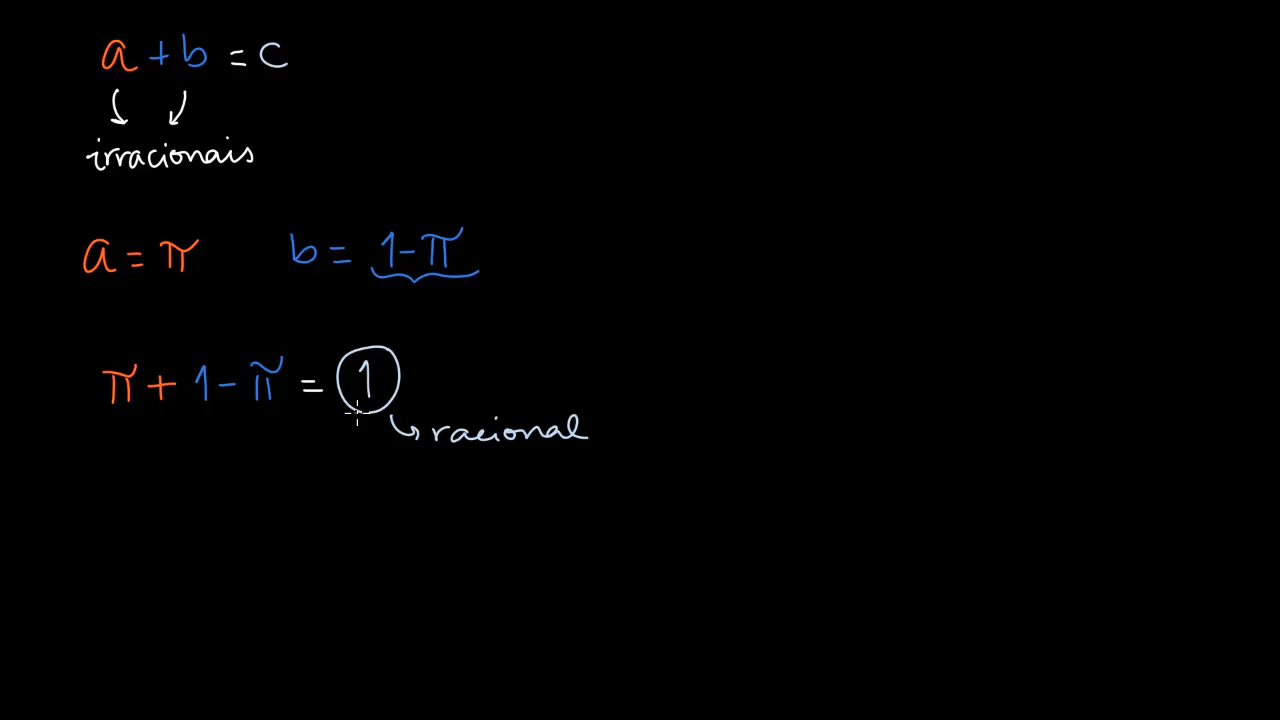 a + b = c
irracionais
a = π b = 1 - π
π + 1 - π = 1
racional